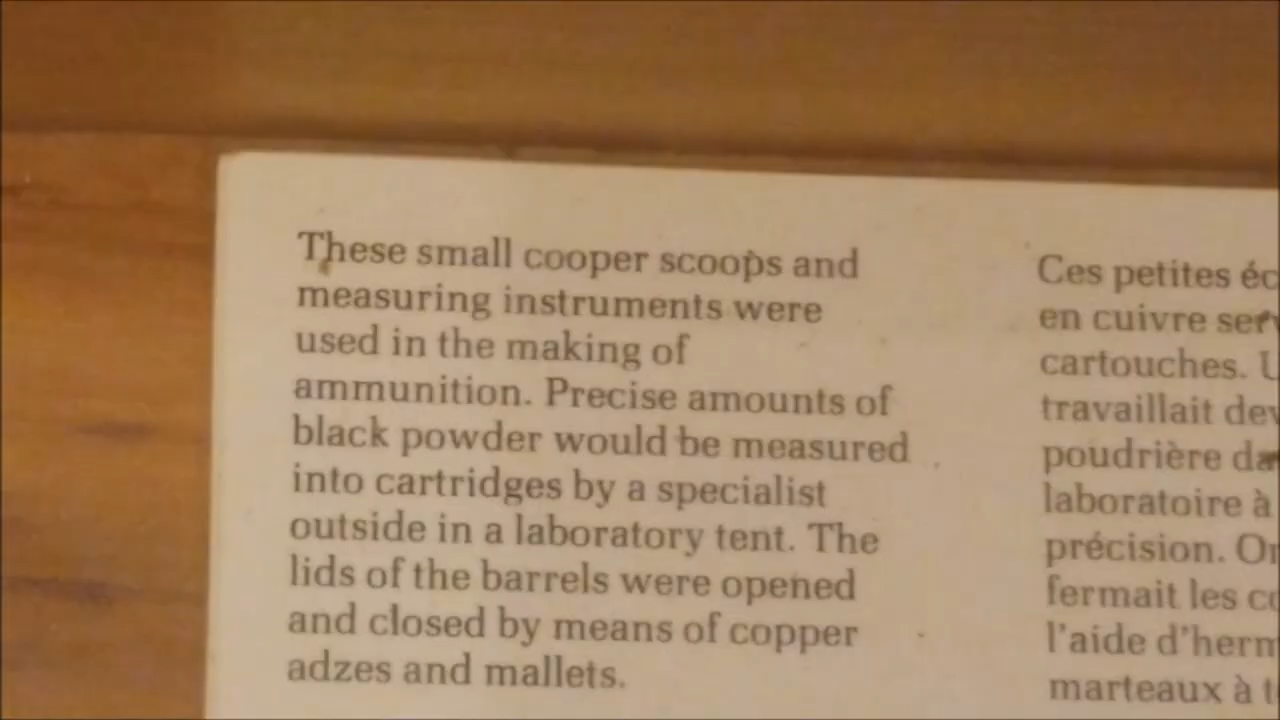 These small cooper scoops and
measuring instruments were
used in the making of
ammunition. Precise amounts of
black powder would be measured
into cartridges by a specialist
outside in a laboratory tent. The
lids of the barrels were opened
and closed by means of copper
adzes and mallets.
Ces petites
en cuivre
cartouches.
travaillait
poudrière
laboratoire à
précision.
fermait les
l'aide
marteaux à